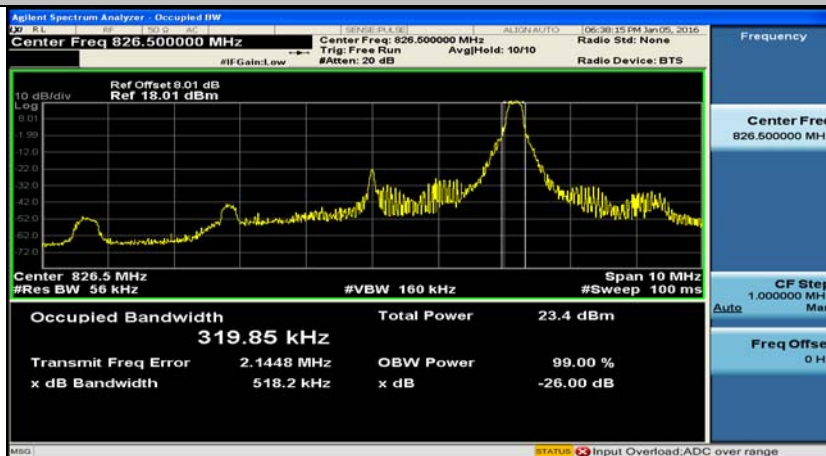 Agilent Spectrum Analyzer - Occupied BW
LXI RL RF 50 Ω AC SENSE:PULSE ALIGN AUTO 06:38:15 PM Jan 05, 2016
Center Freq 826.500000 MHz
Center Freq: 826.500000 MHz
Radio Std: None
Trig: Free Run Avg|Hold: 10/10
#IFGain:Low #Atten: 20 dB Radio Device: BTS
Frequency
Ref Offset 8.01 dB
10 dB/div Ref 18.01 dBm
Log
8.01
-1.99
-12.0
-22.0
-32.0
-42.0
-52.0
-62.0
-72.0
Center Fre
826.500000 MH
Center 826.5 MHz Span 10 MHz
#Res BW 56 kHz #VBW 160 kHz #Sweep 100 ms
CF Step
1.000000 MH
Auto Ma
Occupied Bandwidth Total Power 23.4 dBm
319.85 kHz
Transmit Freq Error 2.1448 MHz OBW Power 99.00 %
x dB Bandwidth 518.2 kHz x dB -26.00 dB
Freq Offse
0 H
MSG STATUS Input Overload;ADC over range